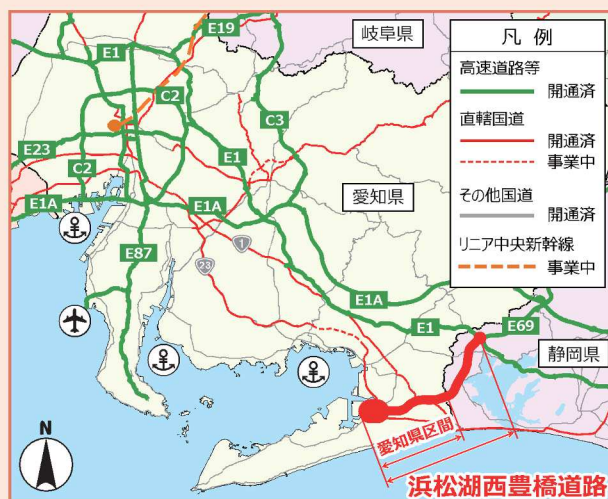 E19
岐阜県
凡例
E1
高速道路等
開通済
C2
C3
直轄国道
開通済
事業中
E23
C2
E1
その他国道
開通済
愛知県
E1A
E1A
リニア中央新幹線
事業中
1
E87
23
E1A
E1
E69
静岡県
N
愛知県区間
浜松湖西豊橋道路